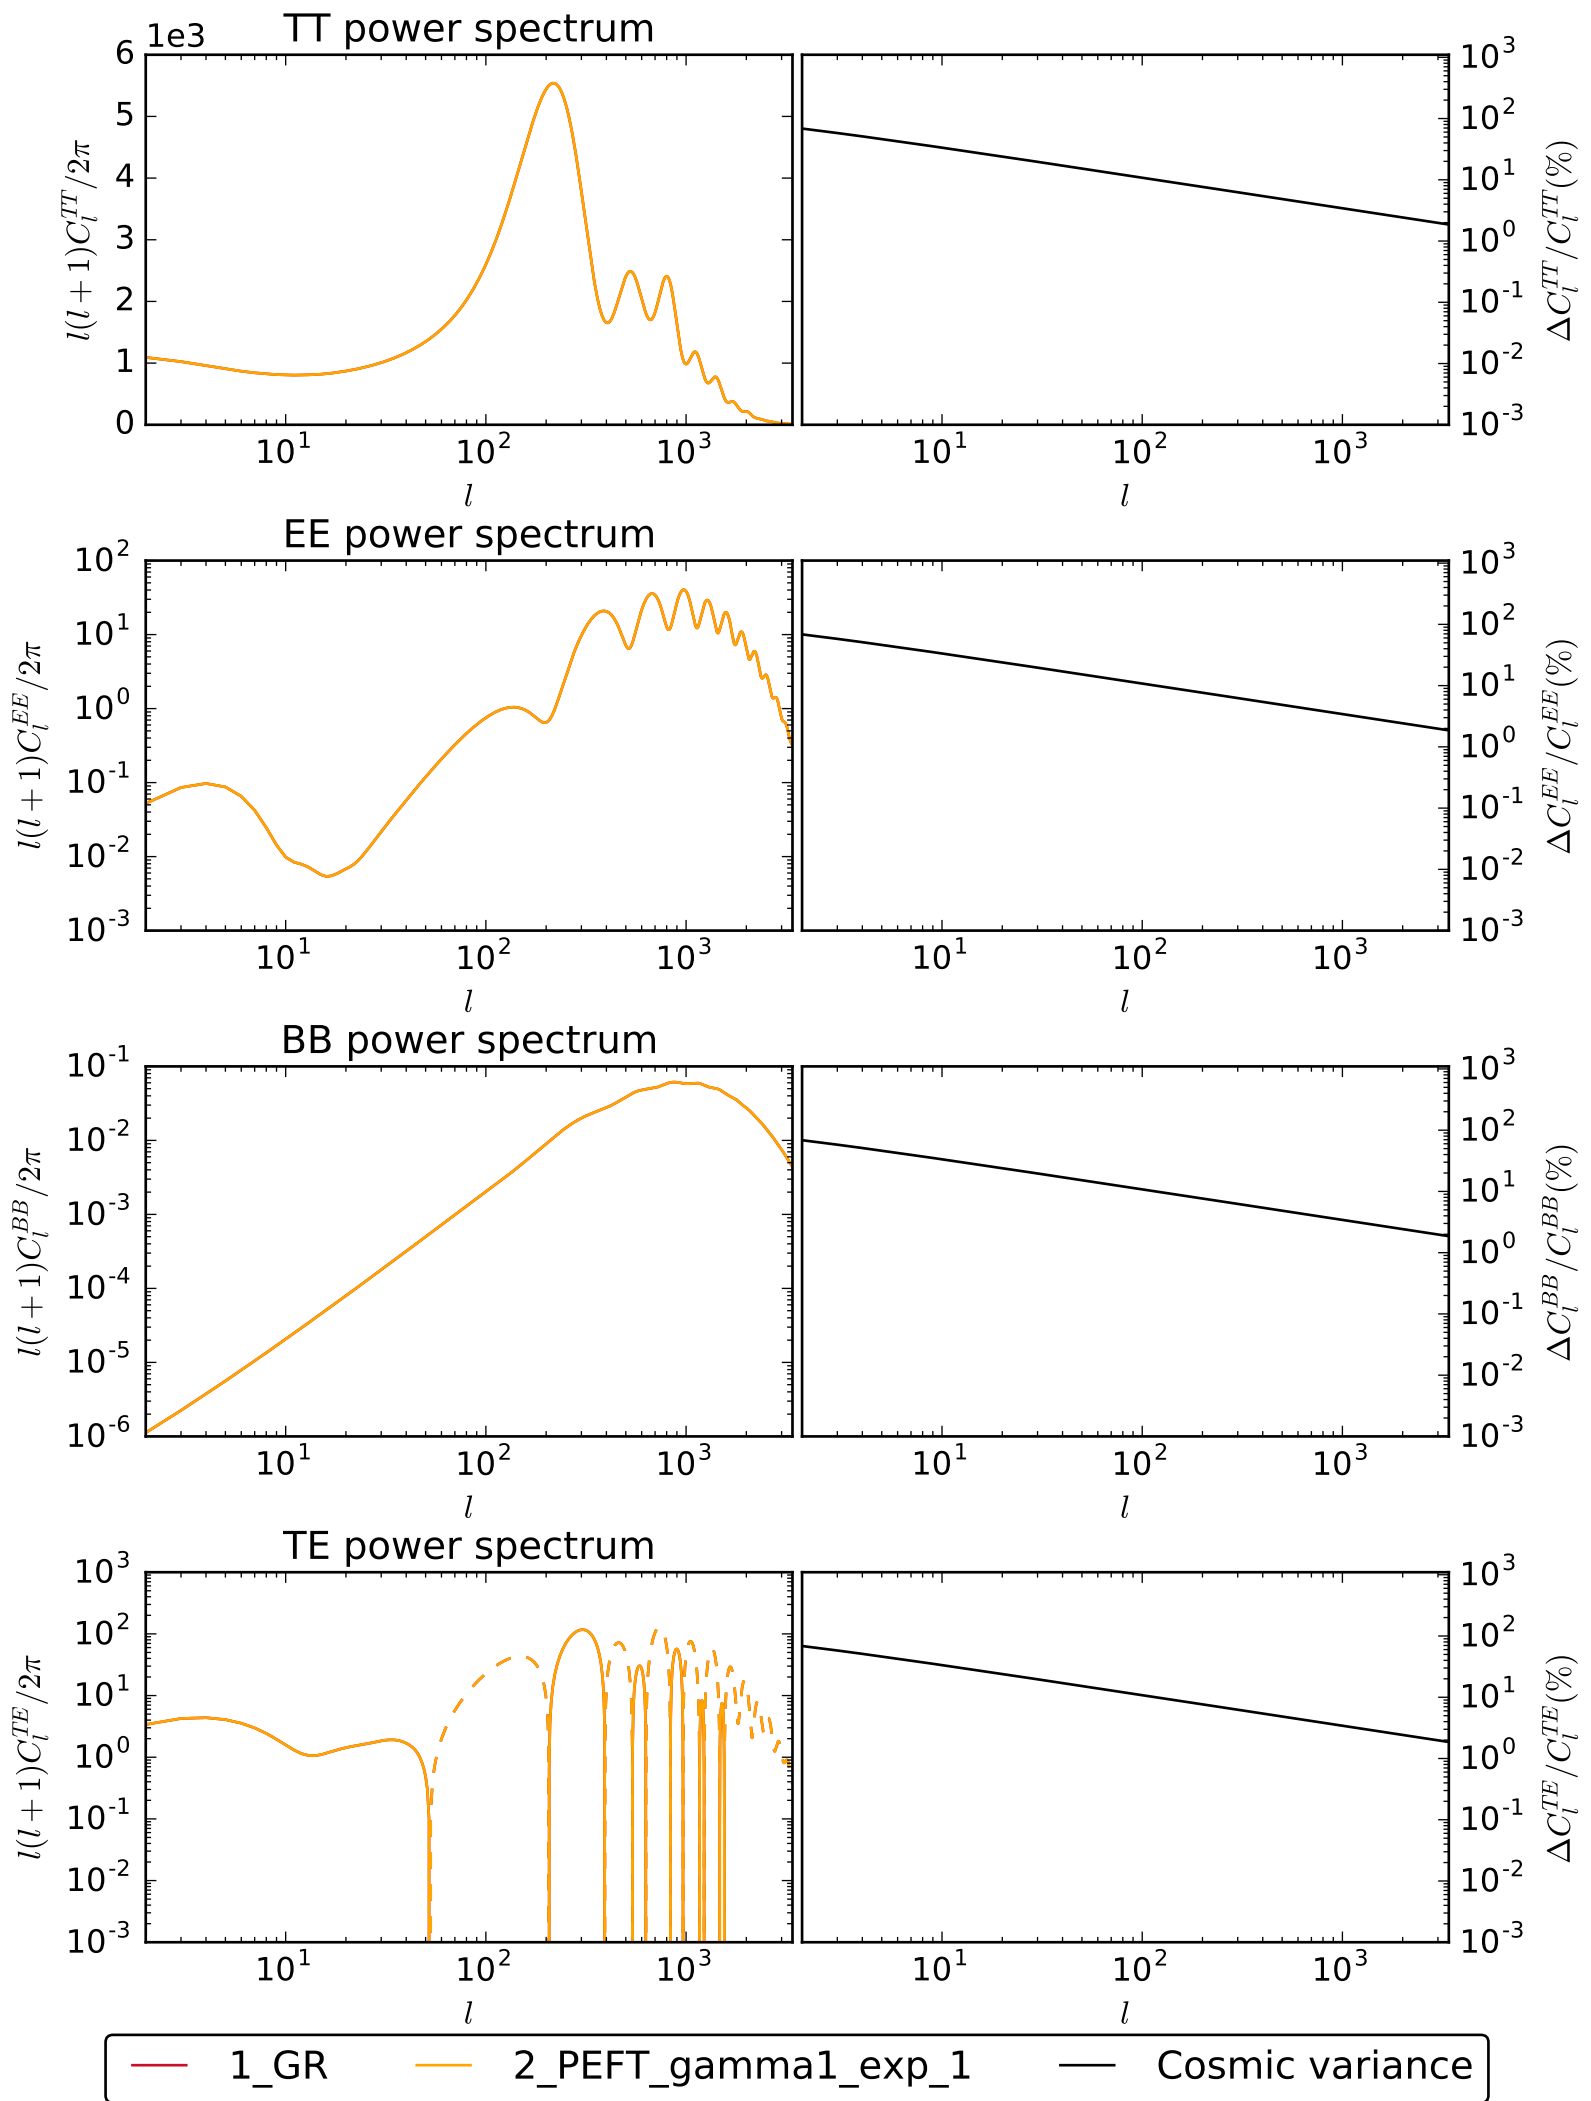 TT power spectrum
1e3
6
5
4
3
2
1
0
l(l+1)C_l^{TT}/2π
10^1 10^2 10^3
l
10^3
10^2
10^1
10^0
10^-1
10^-2
10^-3
ΔC_l^{TT}/C_l^{TT}(%)
10^1 10^2 10^3
l
EE power spectrum
10^2
10^1
10^0
10^-1
10^-2
10^-3
l(l+1)C_l^{EE}/2π
10^1 10^2 10^3
l
10^3
10^2
10^1
10^0
10^-1
10^-2
10^-3
ΔC_l^{EE}/C_l^{EE}(%)
10^1 10^2 10^3
l
BB power spectrum
10^-1
10^-2
10^-3
10^-4
10^-5
10^-6
l(l+1)C_l^{BB}/2π
10^1 10^2 10^3
l
10^3
10^2
10^1
10^0
10^-1
10^-2
10^-3
ΔC_l^{BB}/C_l^{BB}(%)
10^1 10^2 10^3
l
TE power spectrum
10^3
10^2
10^1
10^0
10^-1
10^-2
10^-3
l(l+1)C_l^{TE}/2π
10^1 10^2 10^3
l
10^3
10^2
10^1
10^0
10^-1
10^-2
10^-3
ΔC_l^{TE}/C_l^{TE}(%)
10^1 10^2 10^3
l
1_GR 2_PEFT_gamma1_exp_1 Cosmic variance